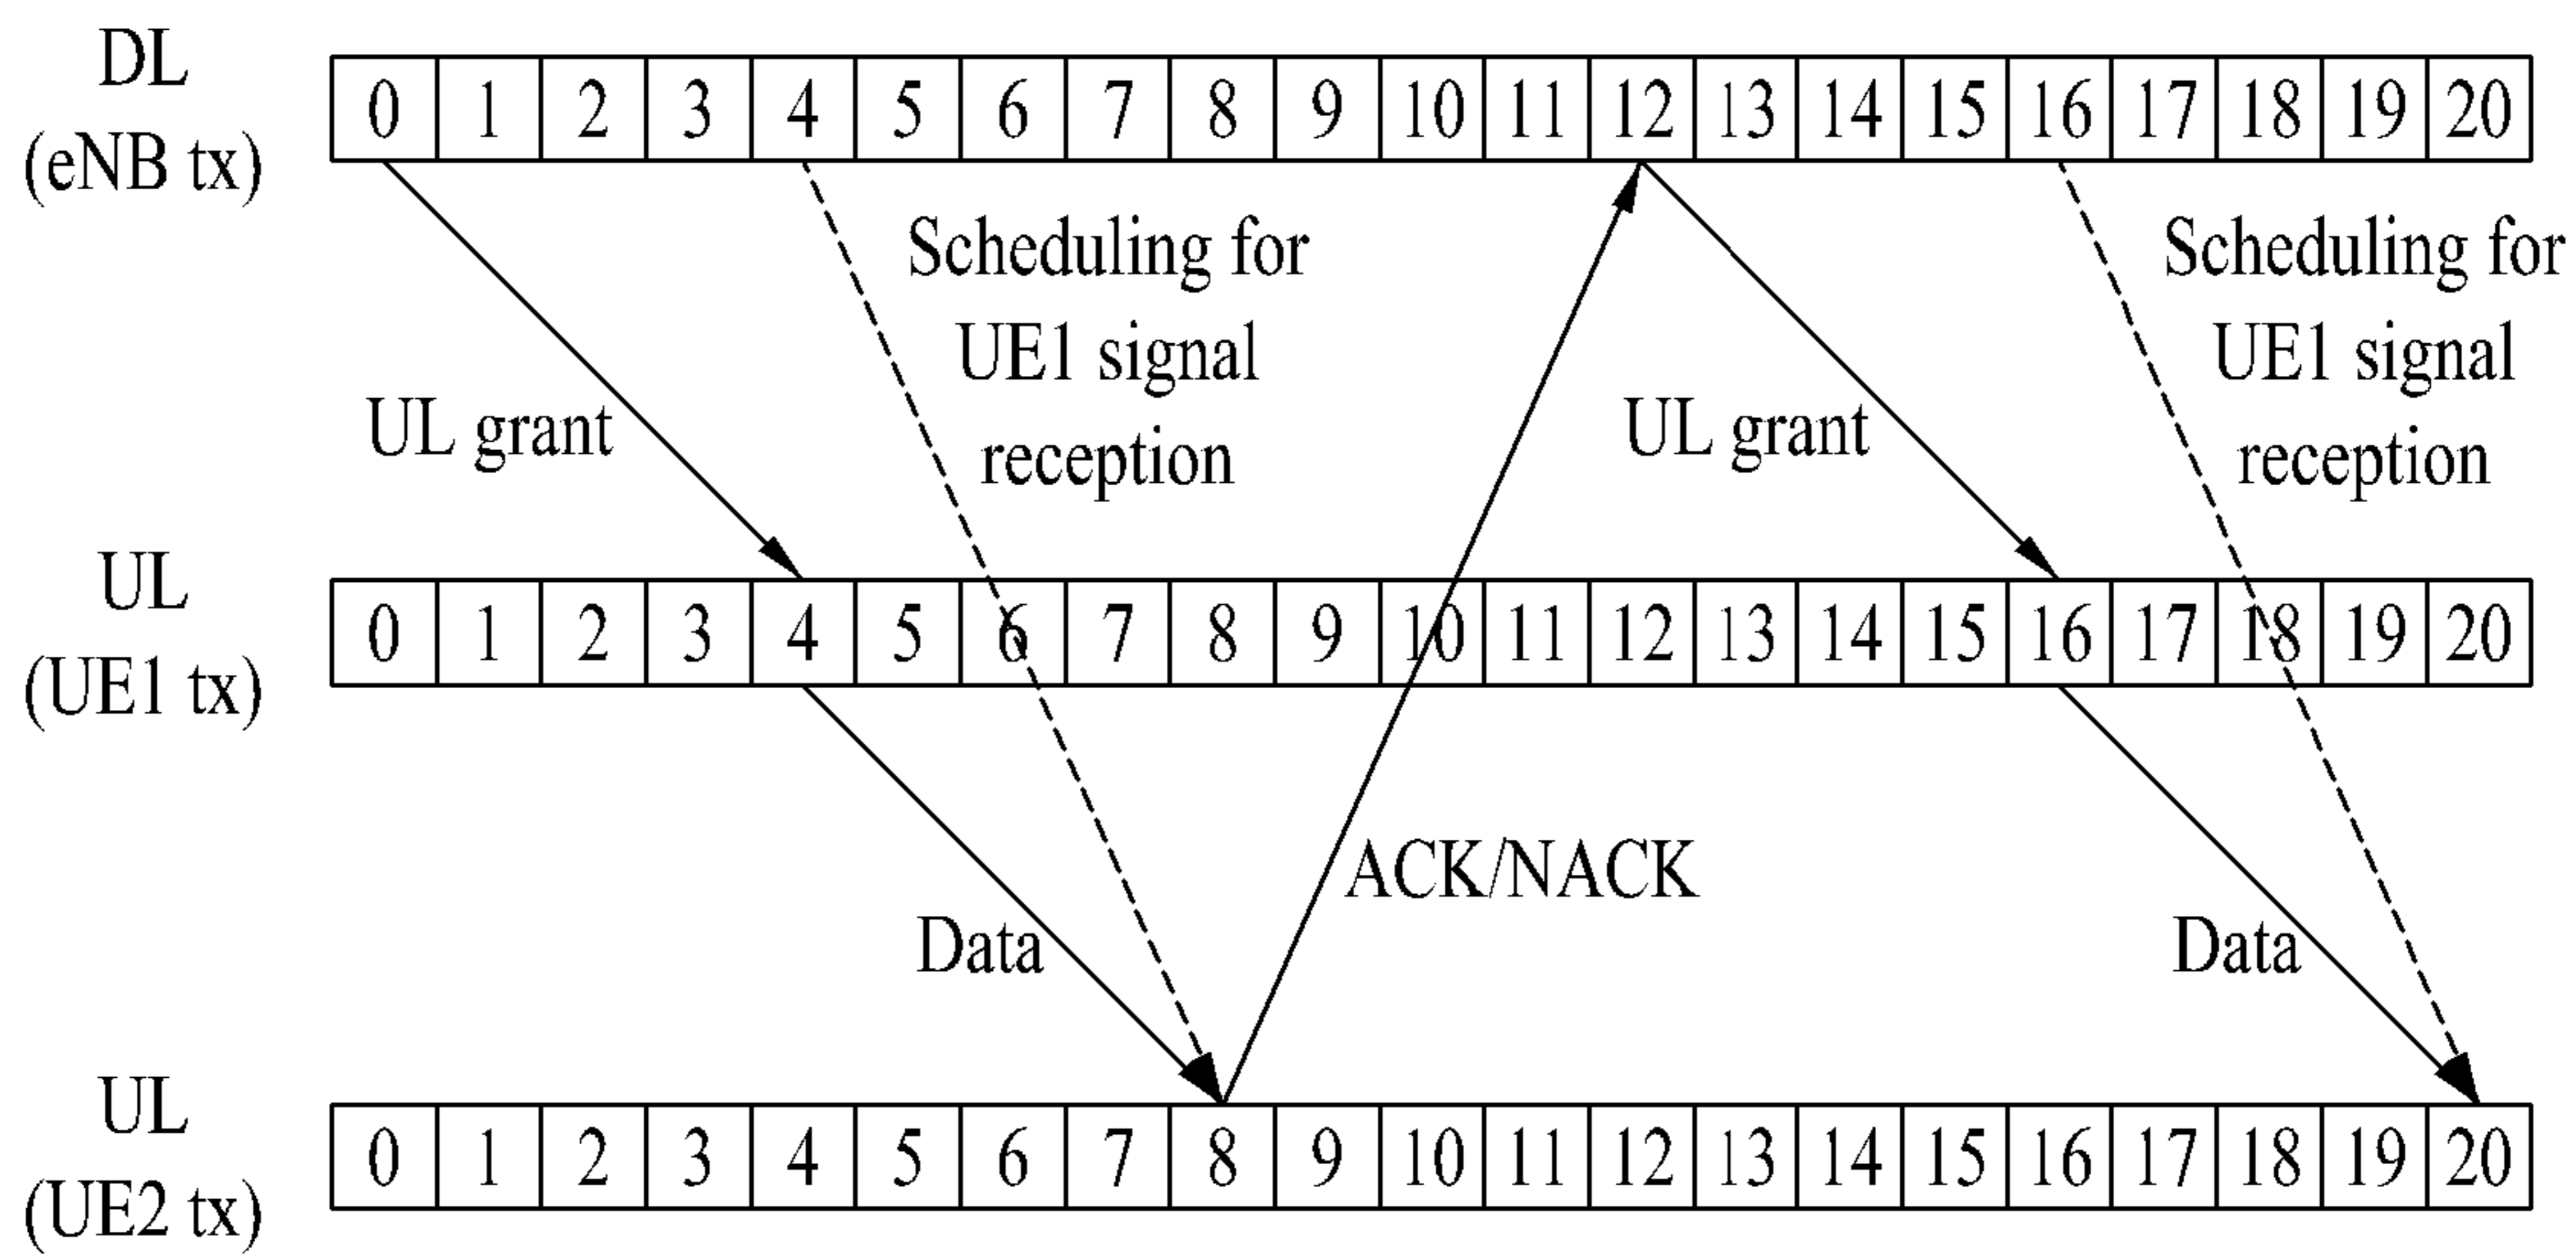 DL
(eNB tx)
0 1 2 3 4 5 6 7 8 9 10 11 12 13 14 15 16 17 18 19 20
Scheduling for
UE1 signal
reception
Scheduling for
UE1 signal
reception
UL grant
UL grant
UL
(UE1 tx)
0 1 2 3 4 5 6 7 8 9 10 11 12 13 14 15 16 17 18 19 20
ACK/NACK
Data
Data
UL
(UE2 tx)
0 1 2 3 4 5 6 7 8 9 10 11 12 13 14 15 16 17 18 19 20